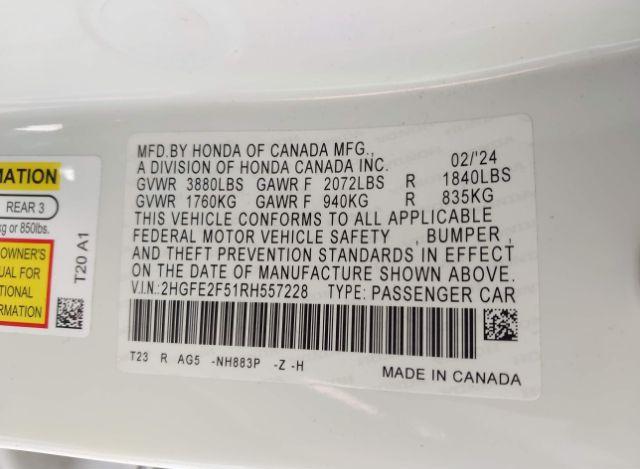 MATION
REAR 3
kg or 850lbs.
OWNER'S
UAL FOR
TIONAL
RMATION
T20 A1
MFD.BY HONDA OF CANADA MFG.,
A DIVISION OF HONDA CANADA INC. 02/'24
GVWR 3880LBS GAWR F 2072LBS R 1840LBS
GVWR 1760KG GAWR F 940KG R 835KG
THIS VEHICLE CONFORMS TO ALL APPLICABLE
FEDERAL MOTOR VEHICLE SAFETY , BUMPER ,
AND THEFT PREVENTION STANDARDS IN EFFECT
ON THE DATE OF MANUFACTURE SHOWN ABOVE.
V.I.N.:2HGFE2F51RH557228 TYPE: PASSENGER CAR
T23 R AG5 -NH883P -Z -H
MADE IN CANADA